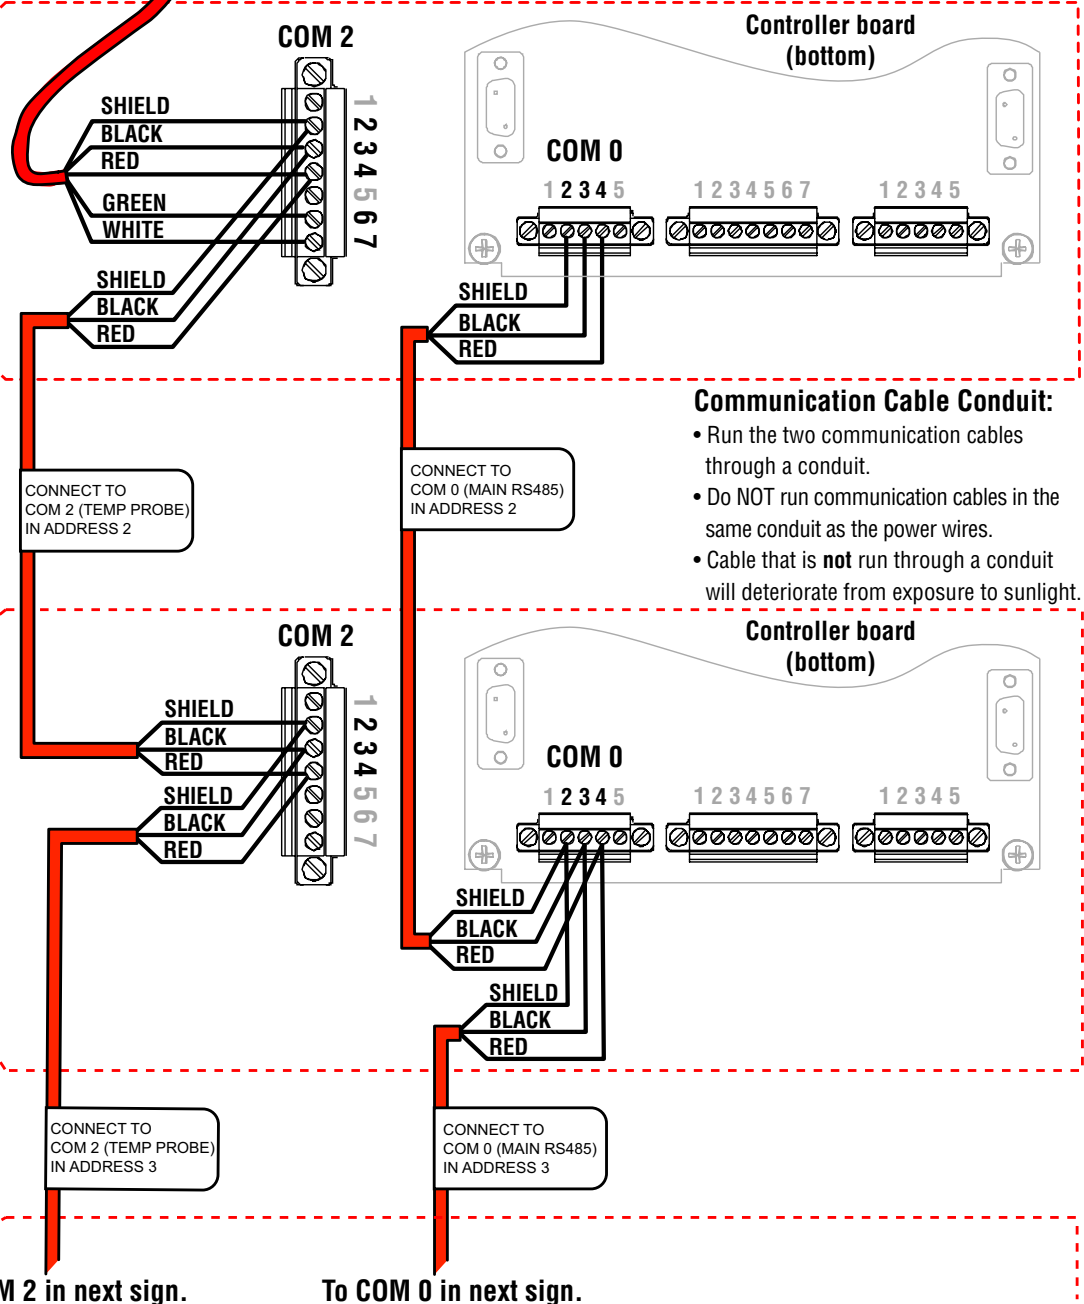 COM 2
Controller board
(bottom)
SHIELD
BLACK
RED
GREEN
WHITE
1 2 3 4 5 6 7
COM 0
1 2 3 4 5
1 2 3 4 5 6 7
1 2 3 4 5
SHIELD
BLACK
RED
SHIELD
BLACK
RED
Communication Cable Conduit:
• Run the two communication cables
through a conduit.
• Do NOT run communication cables in the
same conduit as the power wires.
• Cable that is not run through a conduit
will deteriorate from exposure to sunlight.
CONNECT TO
COM 2 (TEMP PROBE)
IN ADDRESS 2
CONNECT TO
COM 0 (MAIN RS485)
IN ADDRESS 2
COM 2
Controller board
(bottom)
SHIELD
BLACK
RED
SHIELD
BLACK
RED
1 2 3 4 5 6 7
COM 0
1 2 3 4 5
1 2 3 4 5 6 7
1 2 3 4 5
SHIELD
BLACK
RED
SHIELD
BLACK
RED
CONNECT TO
COM 2 (TEMP PROBE)
IN ADDRESS 3
CONNECT TO
COM 0 (MAIN RS485)
IN ADDRESS 3
M 2 in next sign.
To COM 0 in next sign.